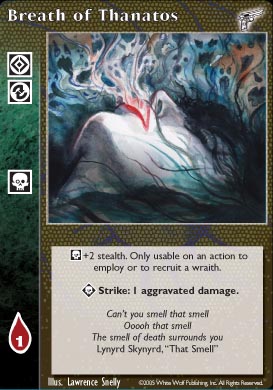 Breath of Thanatos
+2 stealth. Only usable on an action to
employ or to recruit a wraith.
Strike: 1 aggravated damage.
Can't you smell that smell
Ooooh that smell
The smell of death surrounds you
Lynyrd Skynyrd, "That Smell"
1
Illus. Lawrence Snelly
©2005 White Wolf Publishing, Inc. All Rights Reserved.